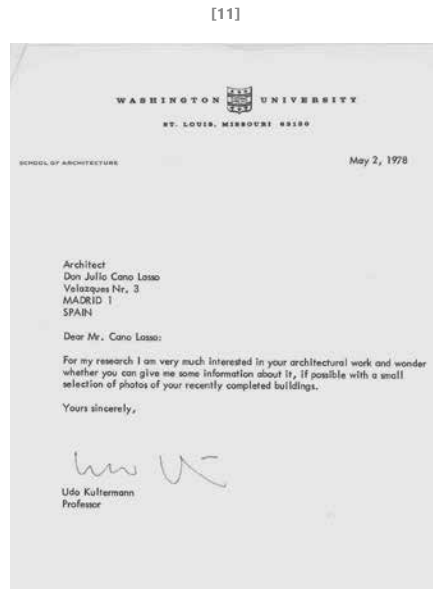 [11]
WASHINGTON UNIVERSITY
ST. LOUIS, MISSOURI 63130
SCHOOL OF ARCHITECTURE
May 2, 1978
Architect
Don Julio Cano Lasso
Velazques Nr. 3
MADRID 1
SPAIN
Dear Mr. Cano Lasso:
For my research I am very much interested in your architectural work and wonder
whether you can give me some information about it, if possible with a small
selection of photos of your recently completed buildings.
Yours sincerely,
Udo Kultermann
Professor